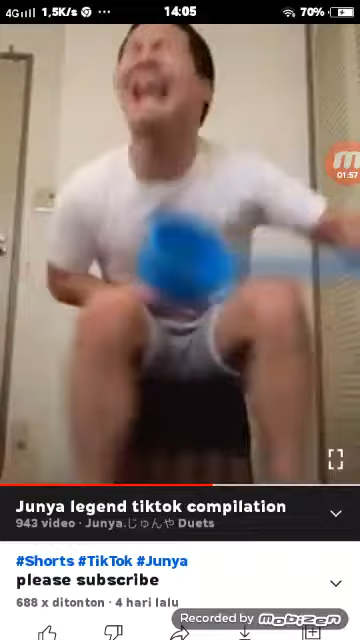 4G 1,5K/s ··· 14:05 70%
01:57
Junya legend tiktok compilation
943 video · Junya.じゅんや Duets
#Shorts #TikTok #Junya
please subscribe
688 x ditonton · 4 hari lalu
Recorded by mobizen